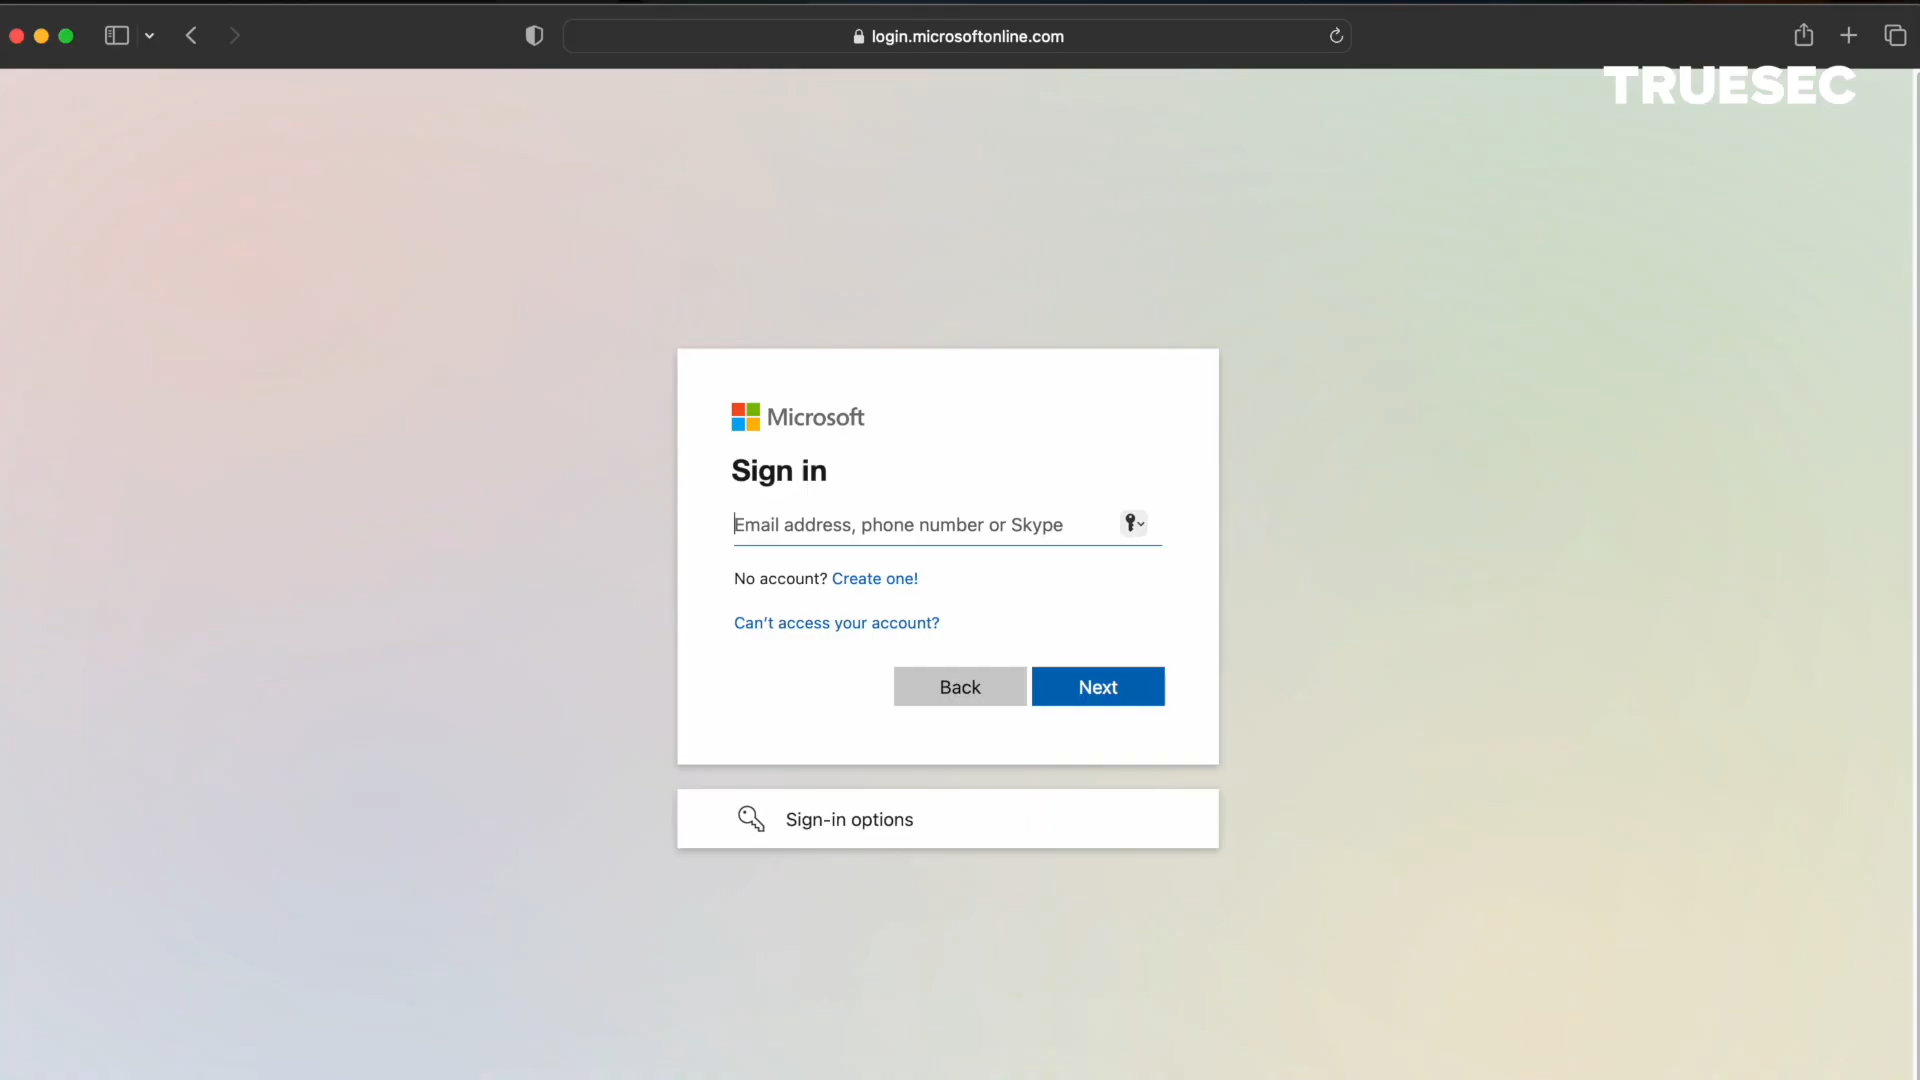 login.microsoftonline.com
TRUESEC
Microsoft
Sign in
Email address, phone number or Skype
No account? Create one!
Can't access your account?
Back
Next
Sign-in options